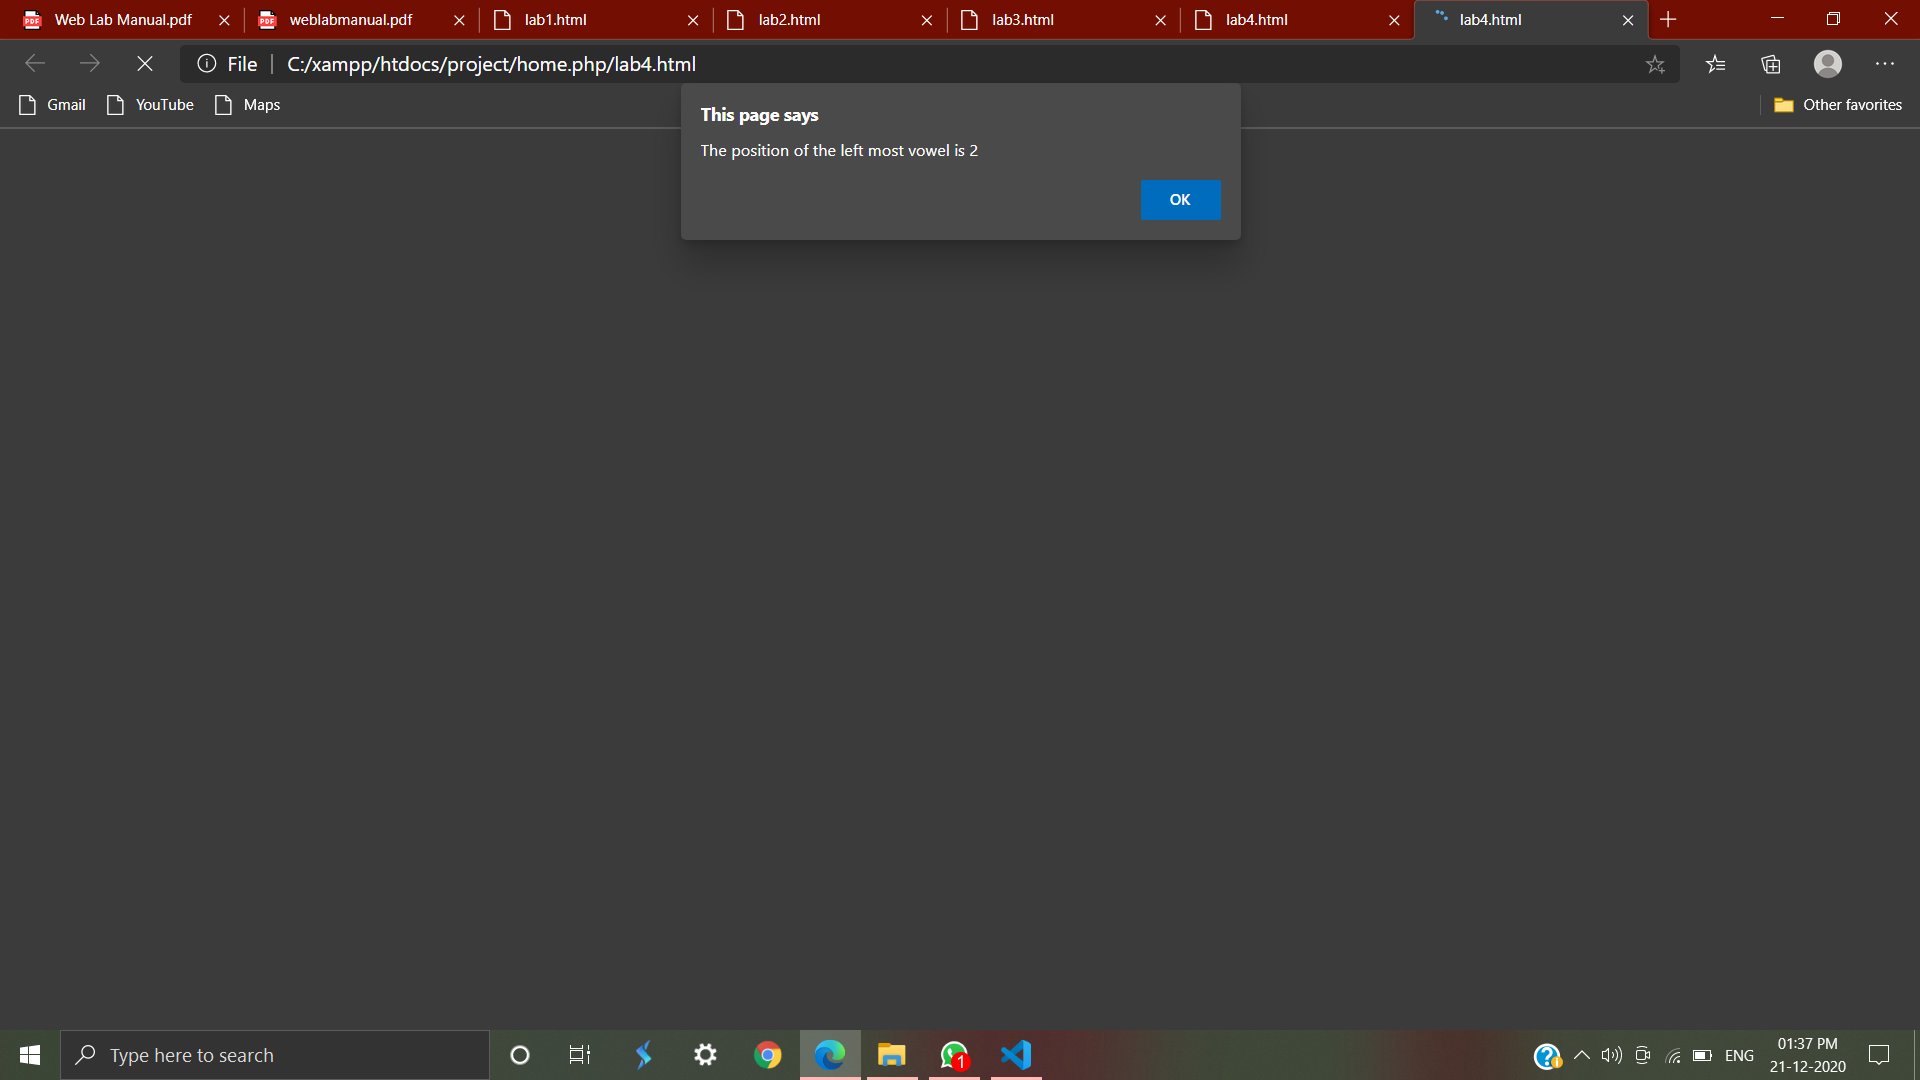 Web Lab Manual.pdf
weblabmanual.pdf
lab1.html
lab2.html
lab3.html
lab4.html
lab4.html
File
C:/xampp/htdocs/project/home.php/lab4.html
Gmail
YouTube
Maps
Other favorites
This page says
The position of the left most vowel is 2
OK
Type here to search
1
ENG
01:37 PM
21-12-2020